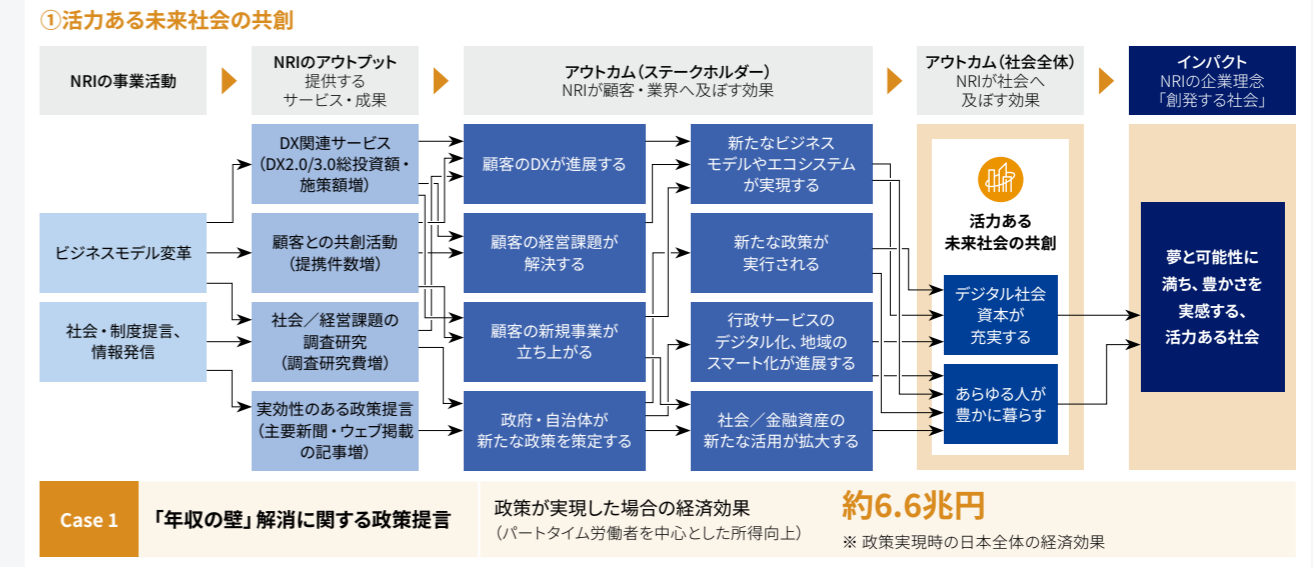 ①活力ある未来社会の共創
NRIの事業活動
NRIのアウトプット
提供する
サービス・成果
アウトカム（ステークホルダー）
NRIが顧客・業界へ及ぼす効果
アウトカム（社会全体）
NRIが社会へ
及ぼす効果
インパクト
NRIの企業理念
「創発する社会」
ビジネスモデル変革
社会・制度提言、
情報発信
DX関連サービス
（DX2.0/3.0総投資額・
施策額増）
顧客との共創活動
（提携件数増）
社会／経営課題の
調査研究
（調査研究費増）
実効性のある政策提言
（主要新聞・ウェブ掲載
の記事増）
顧客のDXが進展する
顧客の経営課題が
解決する
顧客の新規事業が
立ち上がる
政府・自治体が
新たな政策を策定する
新たなビジネス
モデルやエコシステム
が実現する
新たな政策が
実行される
行政サービスの
デジタル化、地域の
スマート化が進展する
社会／金融資産の
新たな活用が拡大する
活力ある
未来社会の共創
デジタル社会
資本が
充実する
あらゆる人が
豊かに暮らす
夢と可能性に
満ち、豊かさを
実感する、
活力ある社会
Case 1
「年収の壁」解消に関する政策提言
政策が実現した場合の経済効果
（パートタイム労働者を中心とした所得向上）
約6.6兆円
※ 政策実現時の日本全体の経済効果